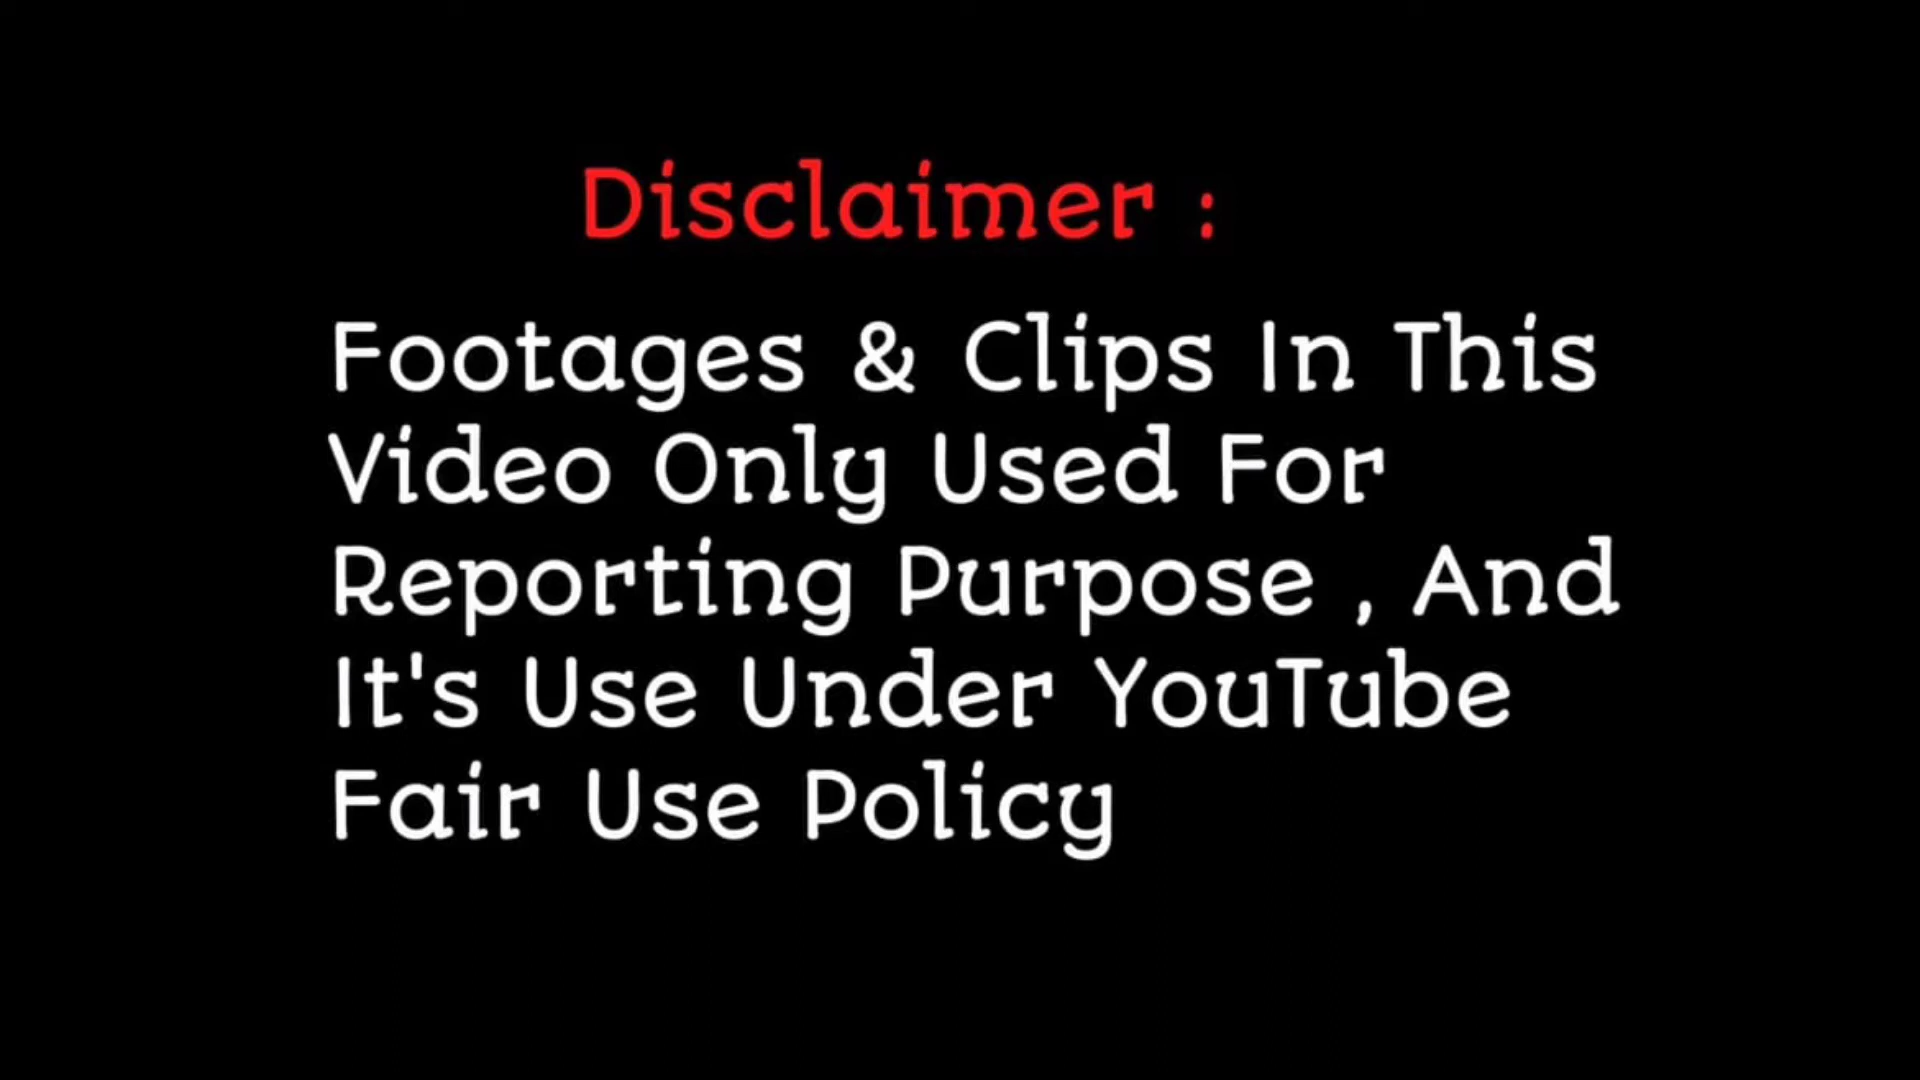 Disclaimer :
Footages & Clips In This
Video Only Used For
Reporting Purpose , And
It's Use Under YouTube
Fair Use Policy